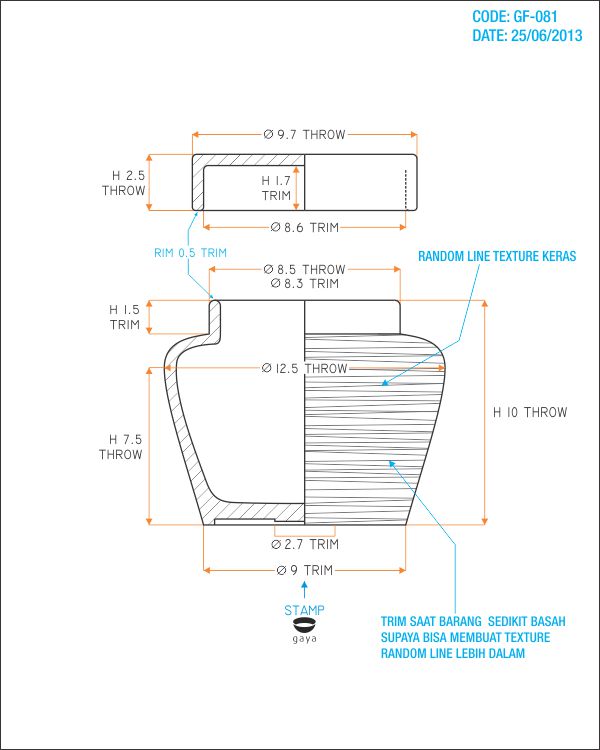 CODE: GF-081
DATE: 25/06/2013
Ø 9.7 THROW
H 2.5
THROW
H 1.7
TRIM
Ø 8.6 TRIM
RIM 0.5 TRIM
RANDOM LINE TEXTURE KERAS
Ø 8.5 THROW
Ø 8.3 TRIM
H 1.5
TRIM
Ø 12.5 THROW
H 10 THROW
H 7.5
THROW
Ø 2.7 TRIM
Ø 9 TRIM
STAMP
gaya
TRIM SAAT BARANG SEDIKIT BASAH
SUPAYA BISA MEMBUAT TEXTURE
RANDOM LINE LEBIH DALAM